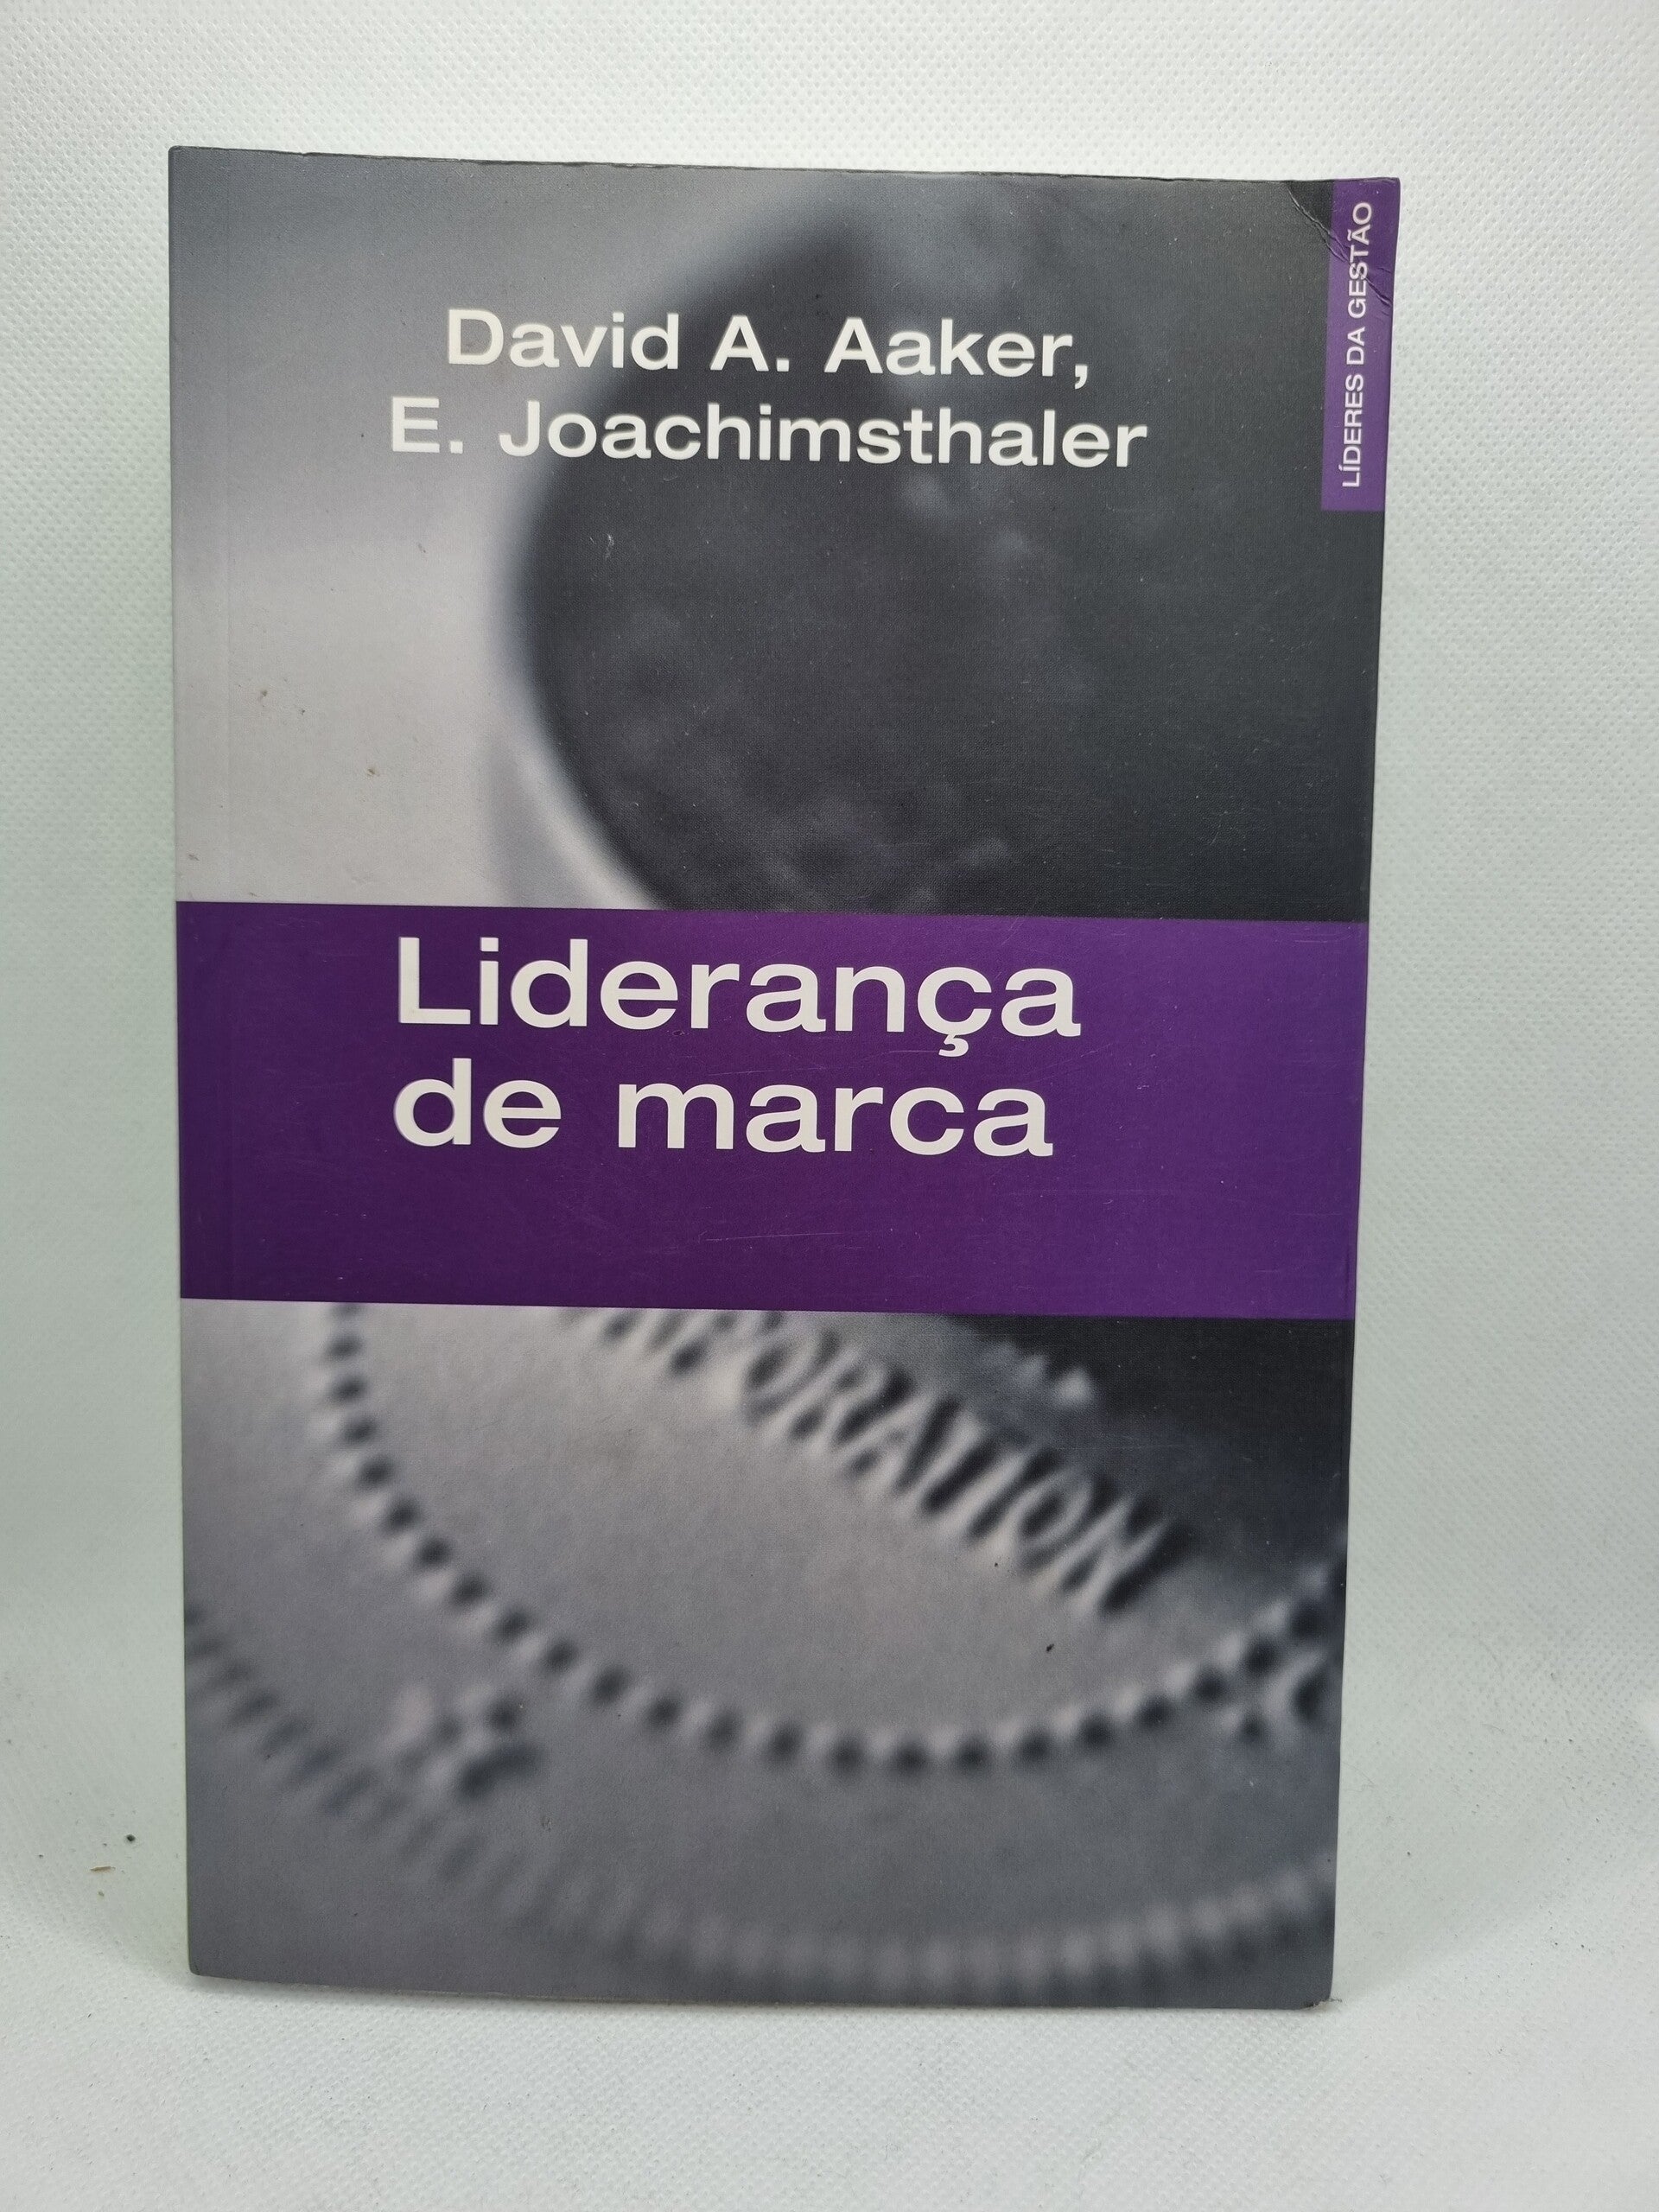 LÍDERES DA GESTÃO
David A. Aaker,
E. Joachimsthaler
Liderança
de marca